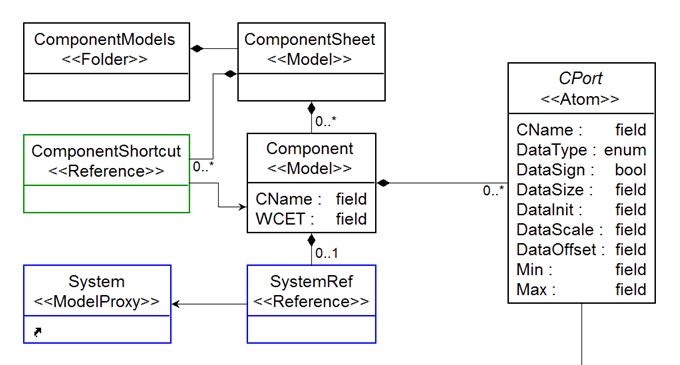 ComponentModels
<<Folder>>
ComponentSheet
<<Model>>
0..*
ComponentShortcut
<<Reference>>
0..*
Component
<<Model>>
CName : field
WCET : field
0..*
0..1
CPort
<<Atom>>
CName : field
DataType : enum
DataSign : bool
DataSize : field
DataInit : field
DataScale : field
DataOffset : field
Min : field
Max : field
System
<<ModelProxy>>
SystemRef
<<Reference>>